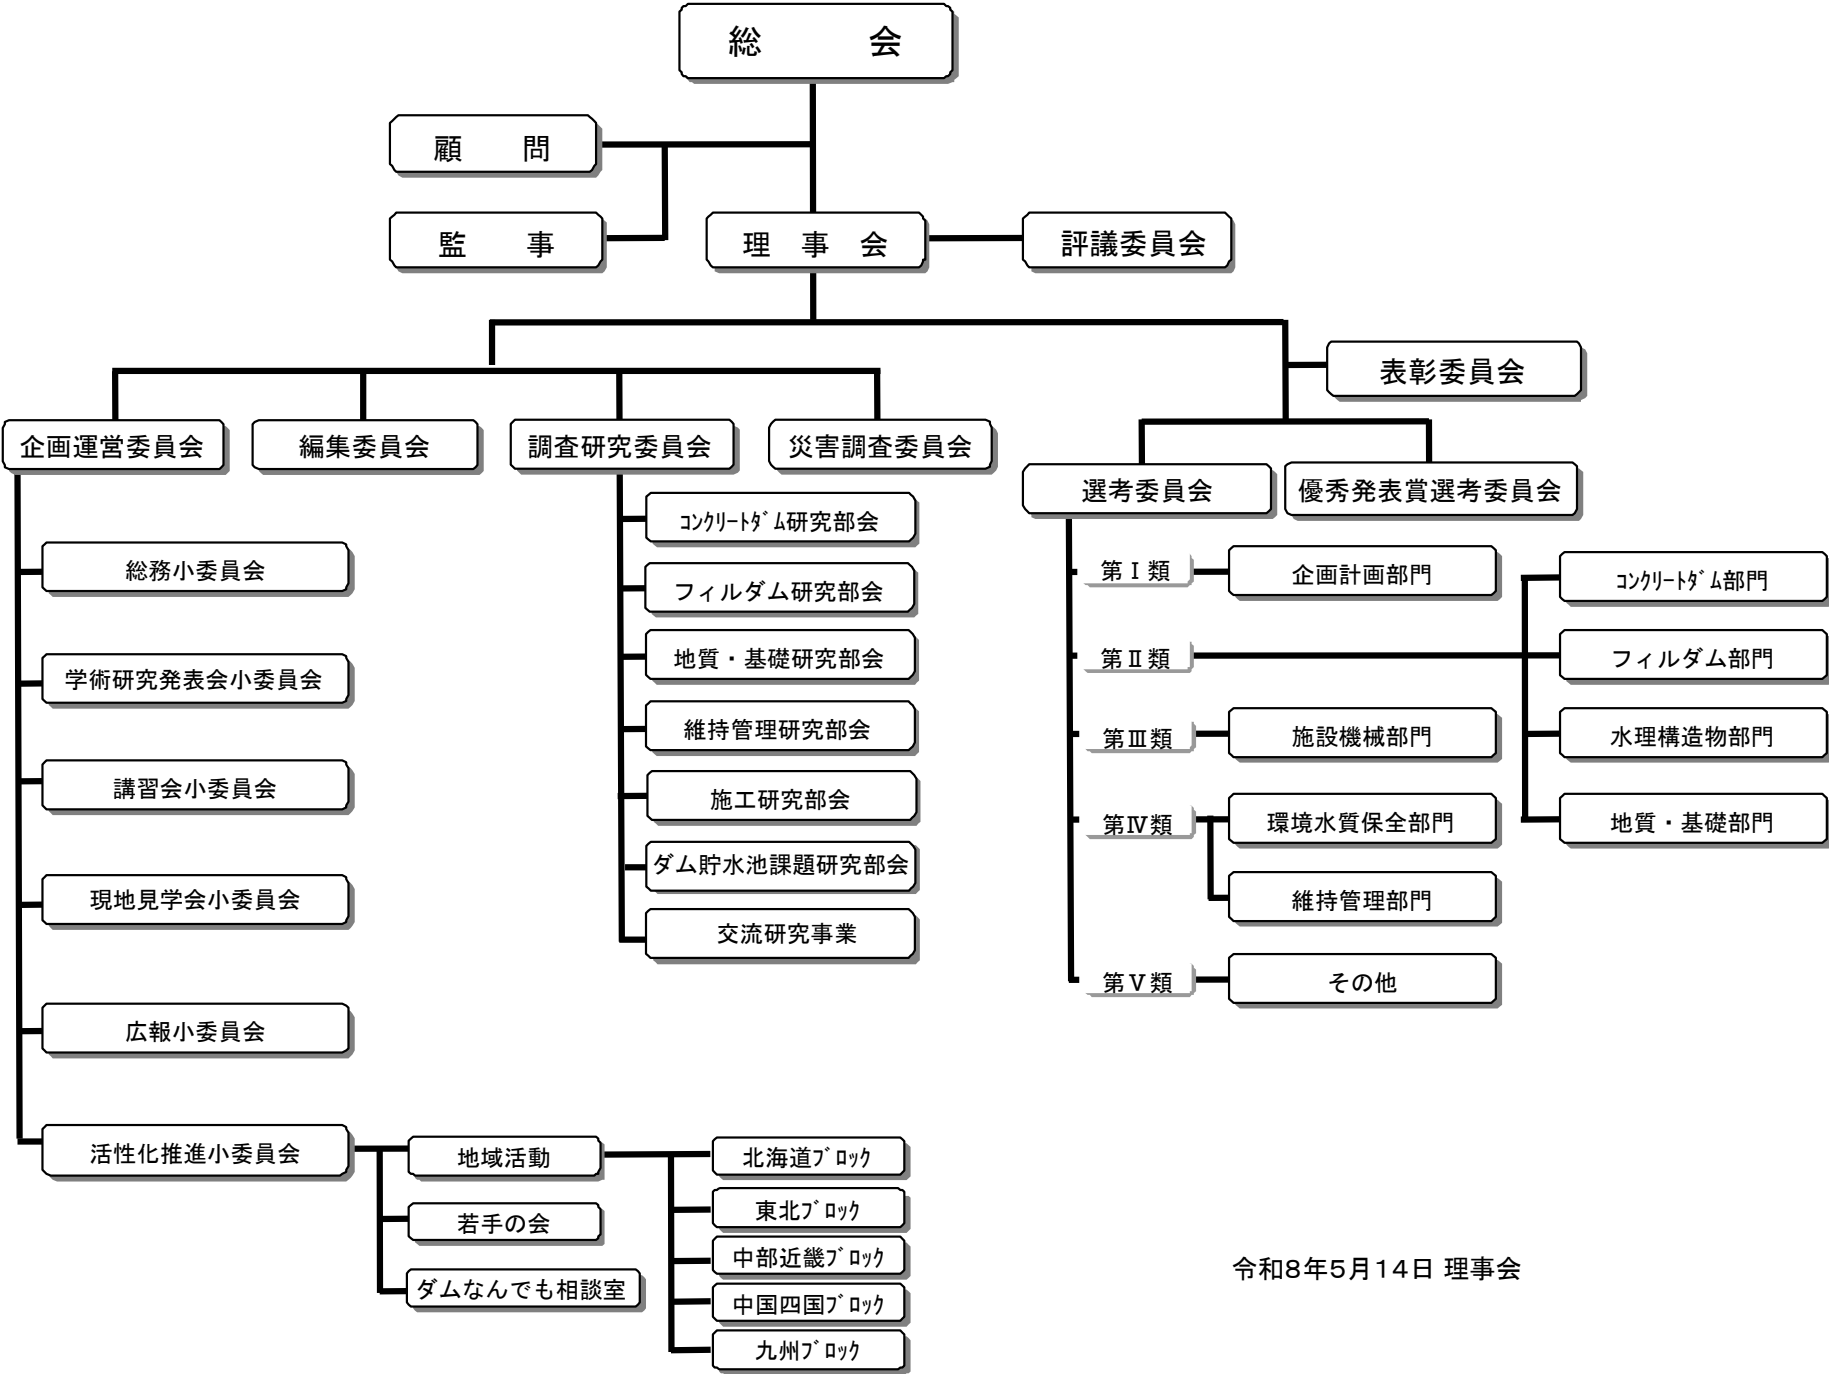 総　　　会
顧　　問
監　　事
理　事　会
評議委員会
表彰委員会
企画運営委員会
編集委員会
調査研究委員会
災害調査委員会
選考委員会
優秀発表賞選考委員会
総務小委員会
学術研究発表会小委員会
講習会小委員会
現地見学会小委員会
広報小委員会
活性化推進小委員会
地域活動
若手の会
ダムなんでも相談室
北海道ﾌﾞﾛｯｸ
東北ﾌﾞﾛｯｸ
中部近畿ﾌﾞﾛｯｸ
中国四国ﾌﾞﾛｯｸ
九州ﾌﾞﾛｯｸ
ｺﾝｸﾘｰﾄﾀﾞﾑ研究部会
フィルダム研究部会
地質・基礎研究部会
維持管理研究部会
施工研究部会
ダム貯水池課題研究部会
交流研究事業
第Ⅰ類
企画計画部門
第Ⅱ類
ｺﾝｸﾘｰﾄﾀﾞﾑ部門
フィルダム部門
水理構造物部門
地質・基礎部門
第Ⅲ類
施設機械部門
第Ⅳ類
環境水質保全部門
維持管理部門
第Ⅴ類
その他
令和８年５月１４日 理事会